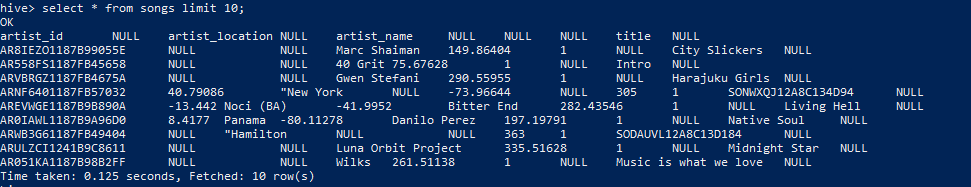 hive> select * from songs limit 10;
OK
artist_id NULL artist_location NULL artist_name NULL NULL NULL title NULL
AR8IEZO1187B99055E NULL NULL Marc Shaiman 149.86404 1 NULL City Slickers NULL
AR558FS1187FB45658 NULL NULL 40 Grit 75.67628 1 NULL Intro NULL
ARVBRGZ1187FB4675A NULL NULL Gwen Stefani 290.55955 1 NULL Harajuku Girls NULL
ARNF6401187FB57032 40.79086 "New York NULL -73.96644 NULL 305 1 SONWXQJ12A8C134D94 NULL
AREVWGE1187B9B890A -13.442 Noci (BA) -41.9952 Bitter End 282.43546 1 NULL Living Hell NULL
AR0IAWL1187B9A96D0 8.4177 Panama -80.11278 Danilo Perez 197.19791 1 NULL Native Soul NULL
ARWB3G61187FB49404 NULL "Hamilton NULL NULL 363 1 SODAUVL12A8C13D184 NULL
ARULZCI1241B9C8611 NULL NULL Luna Orbit Project 335.51628 1 NULL Midnight Star NULL
AR051KA1187B98B2FF NULL NULL Wilks 261.51138 1 NULL Music is what we love NULL
Time taken: 0.125 seconds, Fetched: 10 row(s)